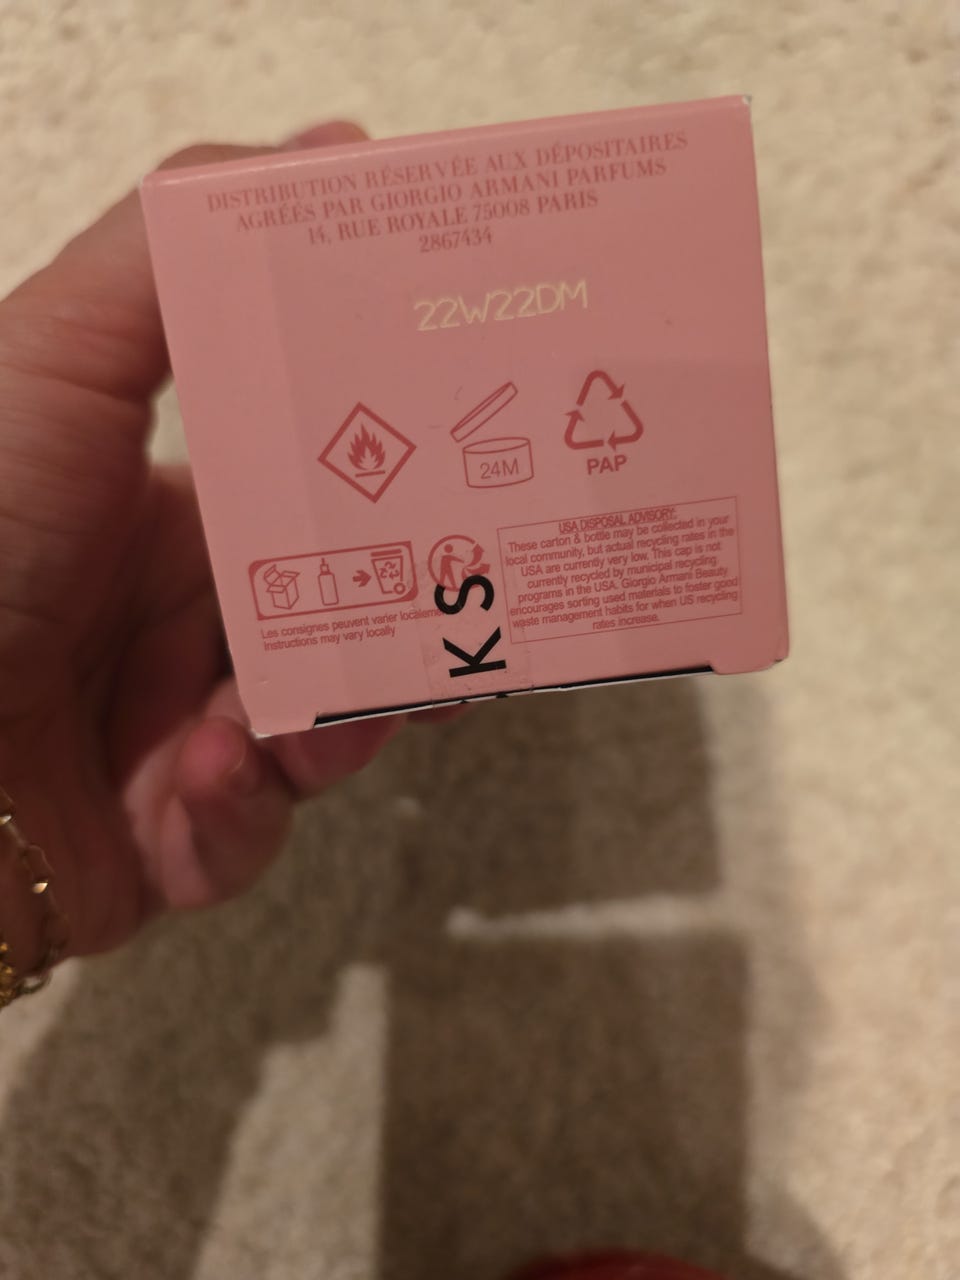 DISTRIBUTION RÉSERVÉE AUX DÉPOSITAIRES
AGRÉÉS PAR GIORGIO ARMANI PARFUMS
14, RUE ROYALE 75008 PARIS
2867434
22W22DM
24M
PAP
Les consignes peuvent varier localement
Instructions may vary locally
KS
USA DISPOSAL ADVISORY:
These carton & bottle may be collected in your
local community, but actual recycling rates in the
USA are currently very low. This cap is not
currently recycled by municipal recycling
programs in the USA. Giorgio Armani Beauty
encourages sorting used materials to foster good
waste management habits for when US recycling
rates increase.